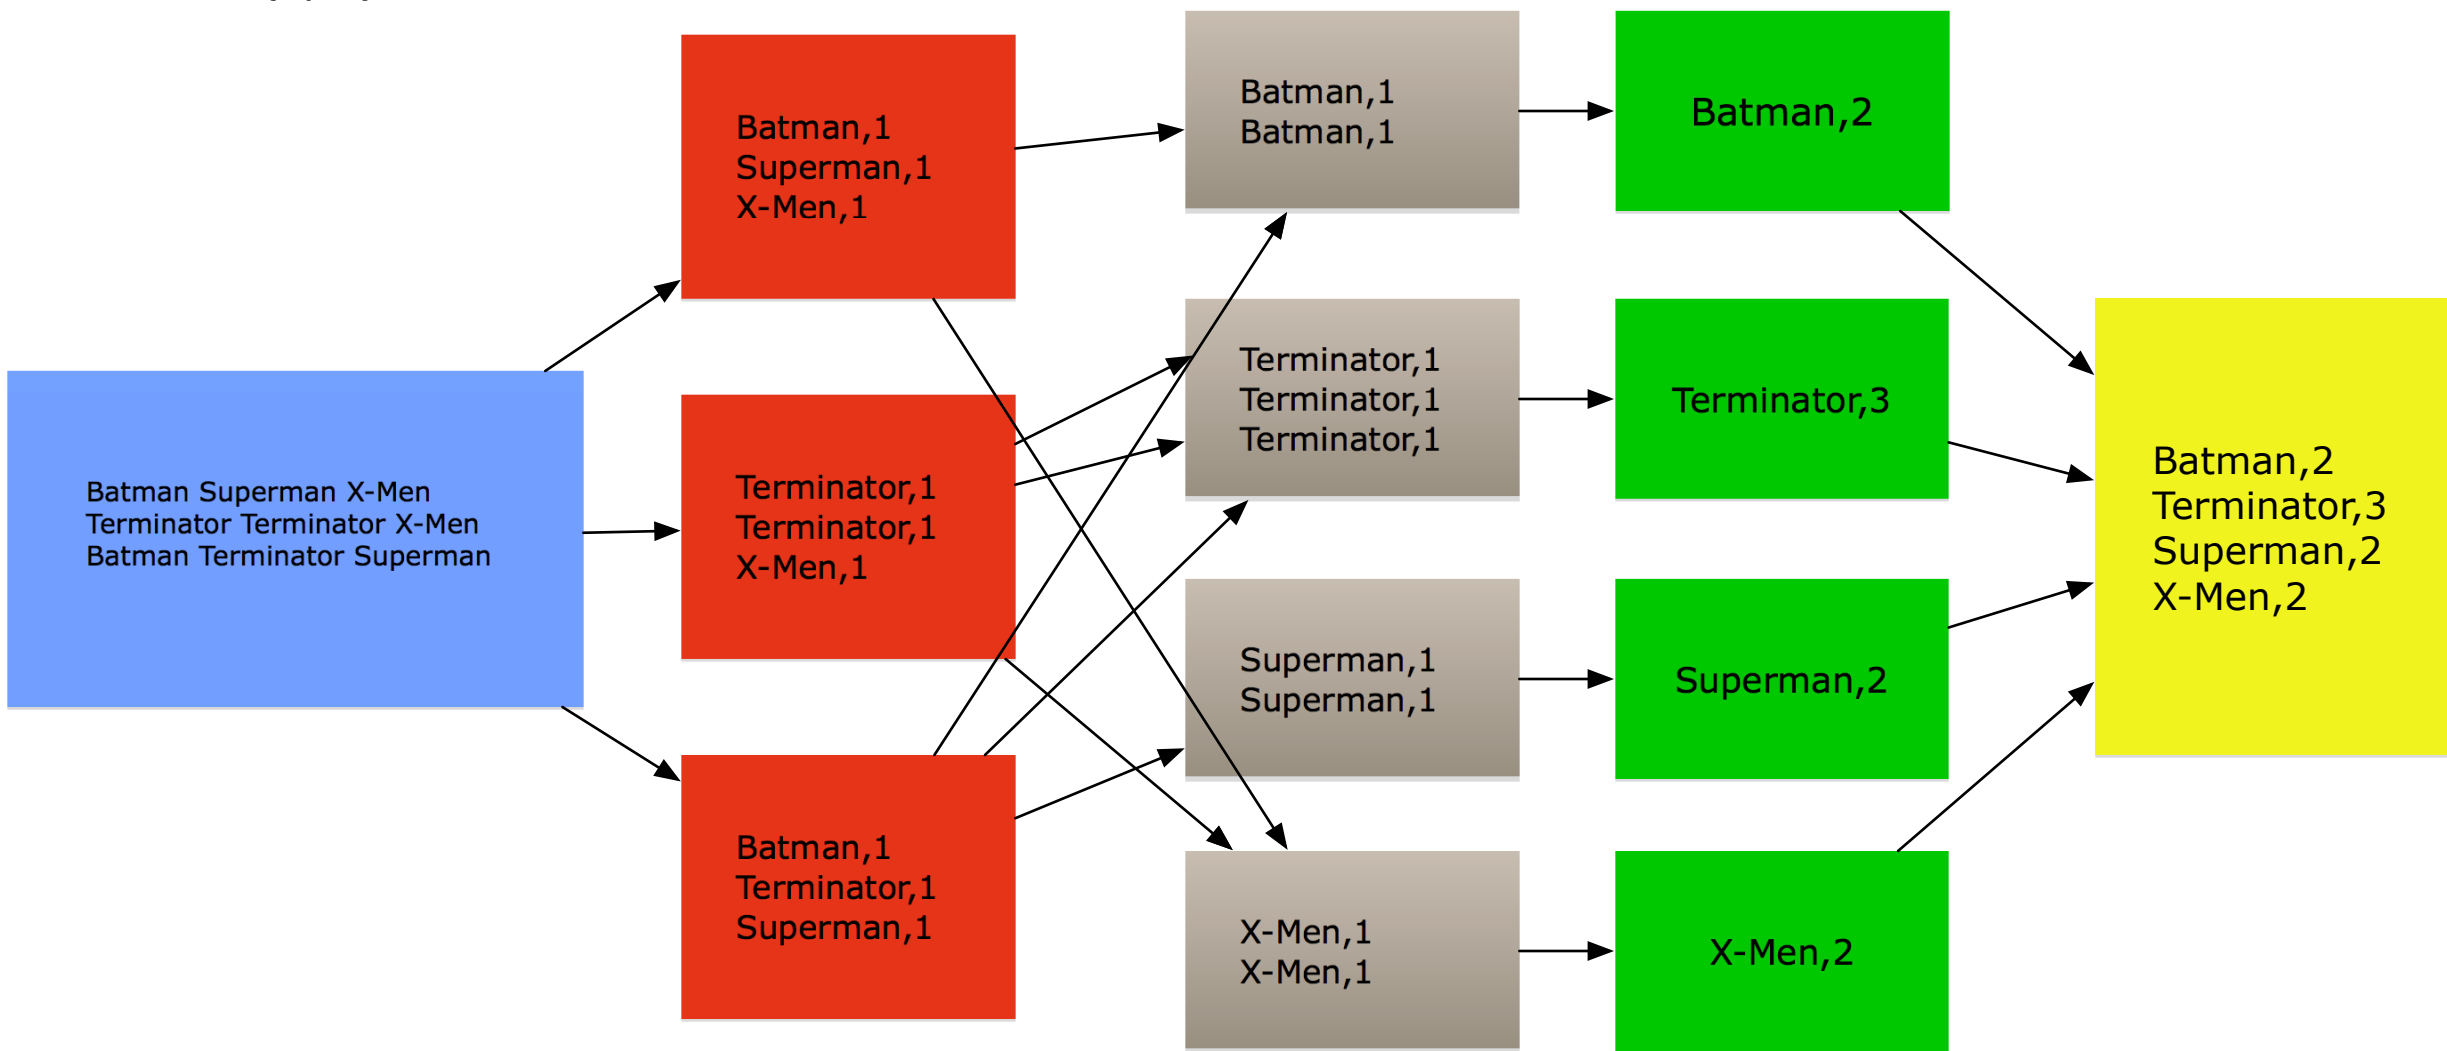 Batman Superman X-Men
Terminator Terminator X-Men
Batman Terminator Superman
Batman,1
Superman,1
X-Men,1
Terminator,1
Terminator,1
X-Men,1
Batman,1
Terminator,1
Superman,1
Batman,1
Batman,1
Terminator,1
Terminator,1
Terminator,1
Superman,1
Superman,1
X-Men,1
X-Men,1
Batman,2
Terminator,3
Superman,2
X-Men,2
Batman,2
Terminator,3
Superman,2
X-Men,2